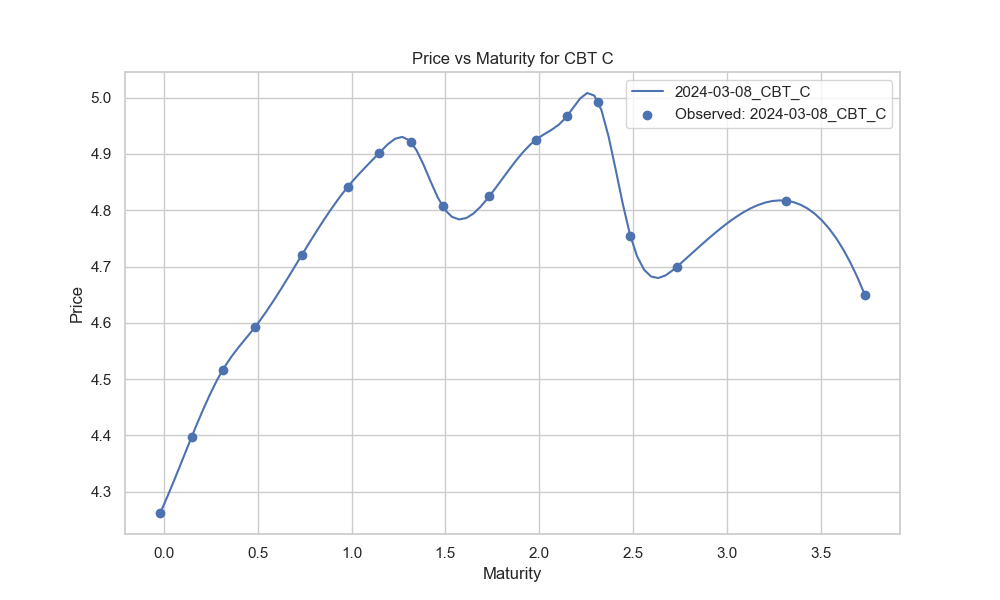 Price vs Maturity for CBT C
2024-03-08_CBT_C
Observed: 2024-03-08_CBT_C
Price
5.0
4.9
4.8
4.7
4.6
4.5
4.4
4.3
0.0 0.5 1.0 1.5 2.0 2.5 3.0 3.5
Maturity